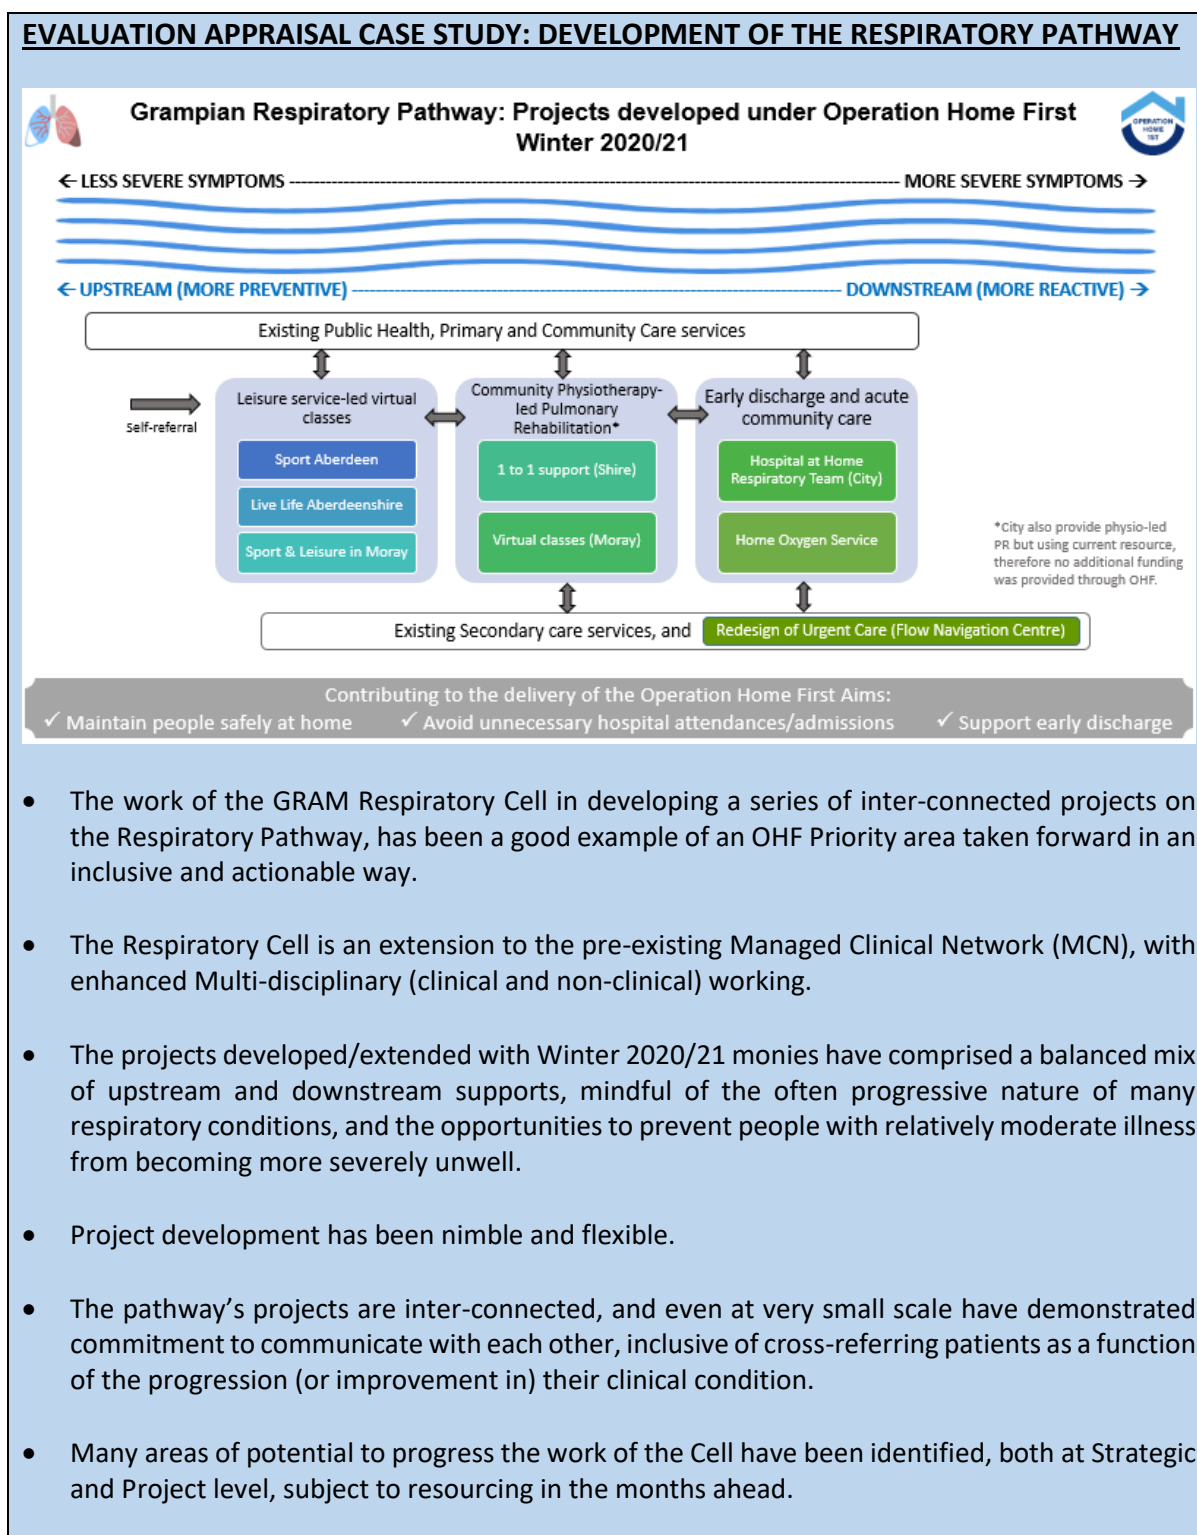 EVALUATION APPRAISAL CASE STUDY: DEVELOPMENT OF THE RESPIRATORY PATHWAY
Grampian Respiratory Pathway: Projects developed under Operation Home First
Winter 2020/21
OPERATION
HOME
1ST
← LESS SEVERE SYMPTOMS ---- MORE SEVERE SYMPTOMS →
← UPSTREAM (MORE PREVENTIVE) ---- DOWNSTREAM (MORE REACTIVE) →
Existing Public Health, Primary and Community Care services
Self-referral
Leisure service-led virtual
classes
Sport Aberdeen
Live Life Aberdeenshire
Sport & Leisure in Moray
Community Physiotherapy-
led Pulmonary
Rehabilitation*
1 to 1 support (Shire)
Virtual classes (Moray)
Early discharge and acute
community care
Hospital at Home
Respiratory Team (City)
Home Oxygen Service
*City also provide physio-led
PR but using current resource,
therefore no additional funding
was provided through OHF.
Existing Secondary care services, and Redesign of Urgent Care (Flow Navigation Centre)
Contributing to the delivery of the Operation Home First Aims:
✓ Maintain people safely at home ✓ Avoid unnecessary hospital attendances/admissions ✓ Support early discharge
• The work of the GRAM Respiratory Cell in developing a series of inter-connected projects on
the Respiratory Pathway, has been a good example of an OHF Priority area taken forward in an
inclusive and actionable way.
• The Respiratory Cell is an extension to the pre-existing Managed Clinical Network (MCN), with
enhanced Multi-disciplinary (clinical and non-clinical) working.
• The projects developed/extended with Winter 2020/21 monies have comprised a balanced mix
of upstream and downstream supports, mindful of the often progressive nature of many
respiratory conditions, and the opportunities to prevent people with relatively moderate illness
from becoming more severely unwell.
• Project development has been nimble and flexible.
• The pathway's projects are inter-connected, and even at very small scale have demonstrated
commitment to communicate with each other, inclusive of cross-referring patients as a function
of the progression (or improvement in) their clinical condition.
• Many areas of potential to progress the work of the Cell have been identified, both at Strategic
and Project level, subject to resourcing in the months ahead.